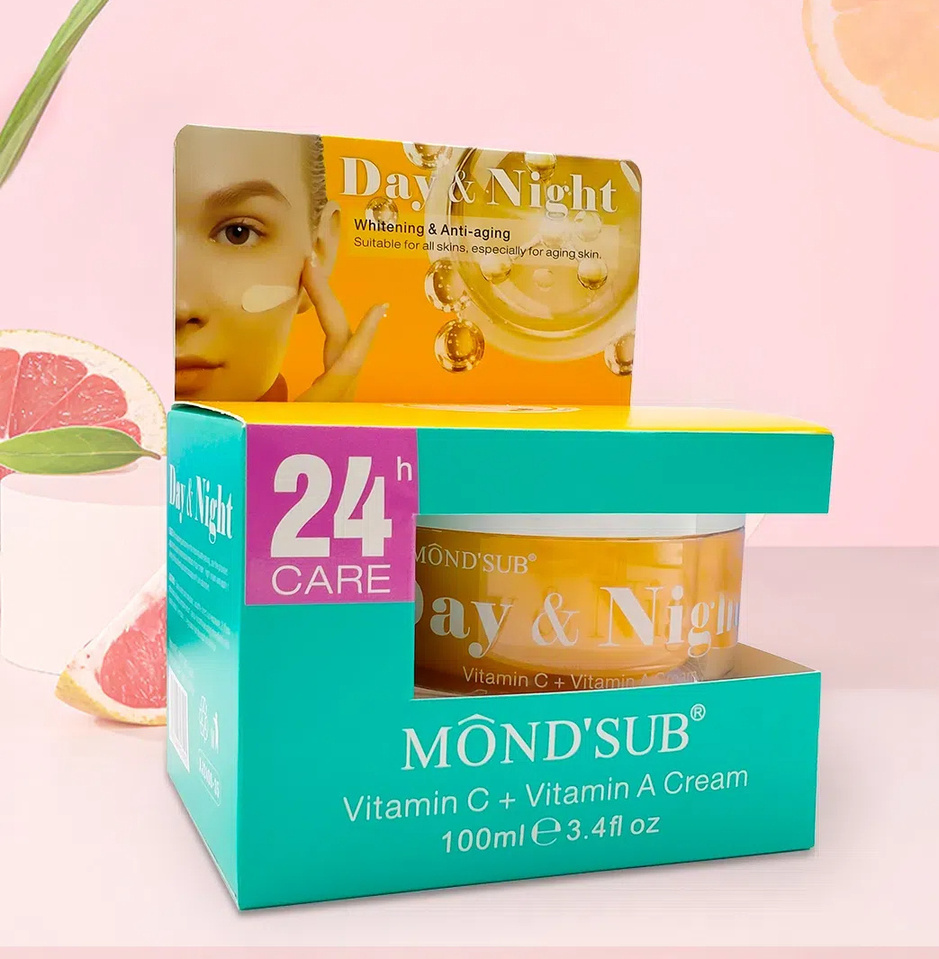 Day & Night
Whitening & Anti-aging
Suitable for all skins, especially for aging skin.
24h
CARE
Day & Night
MÔND'SUB®
Day & Night
Vitamin C + Vitamin A
MÔND'SUB®
Vitamin C + Vitamin A Cream
100ml ℮ 3.4fl oz